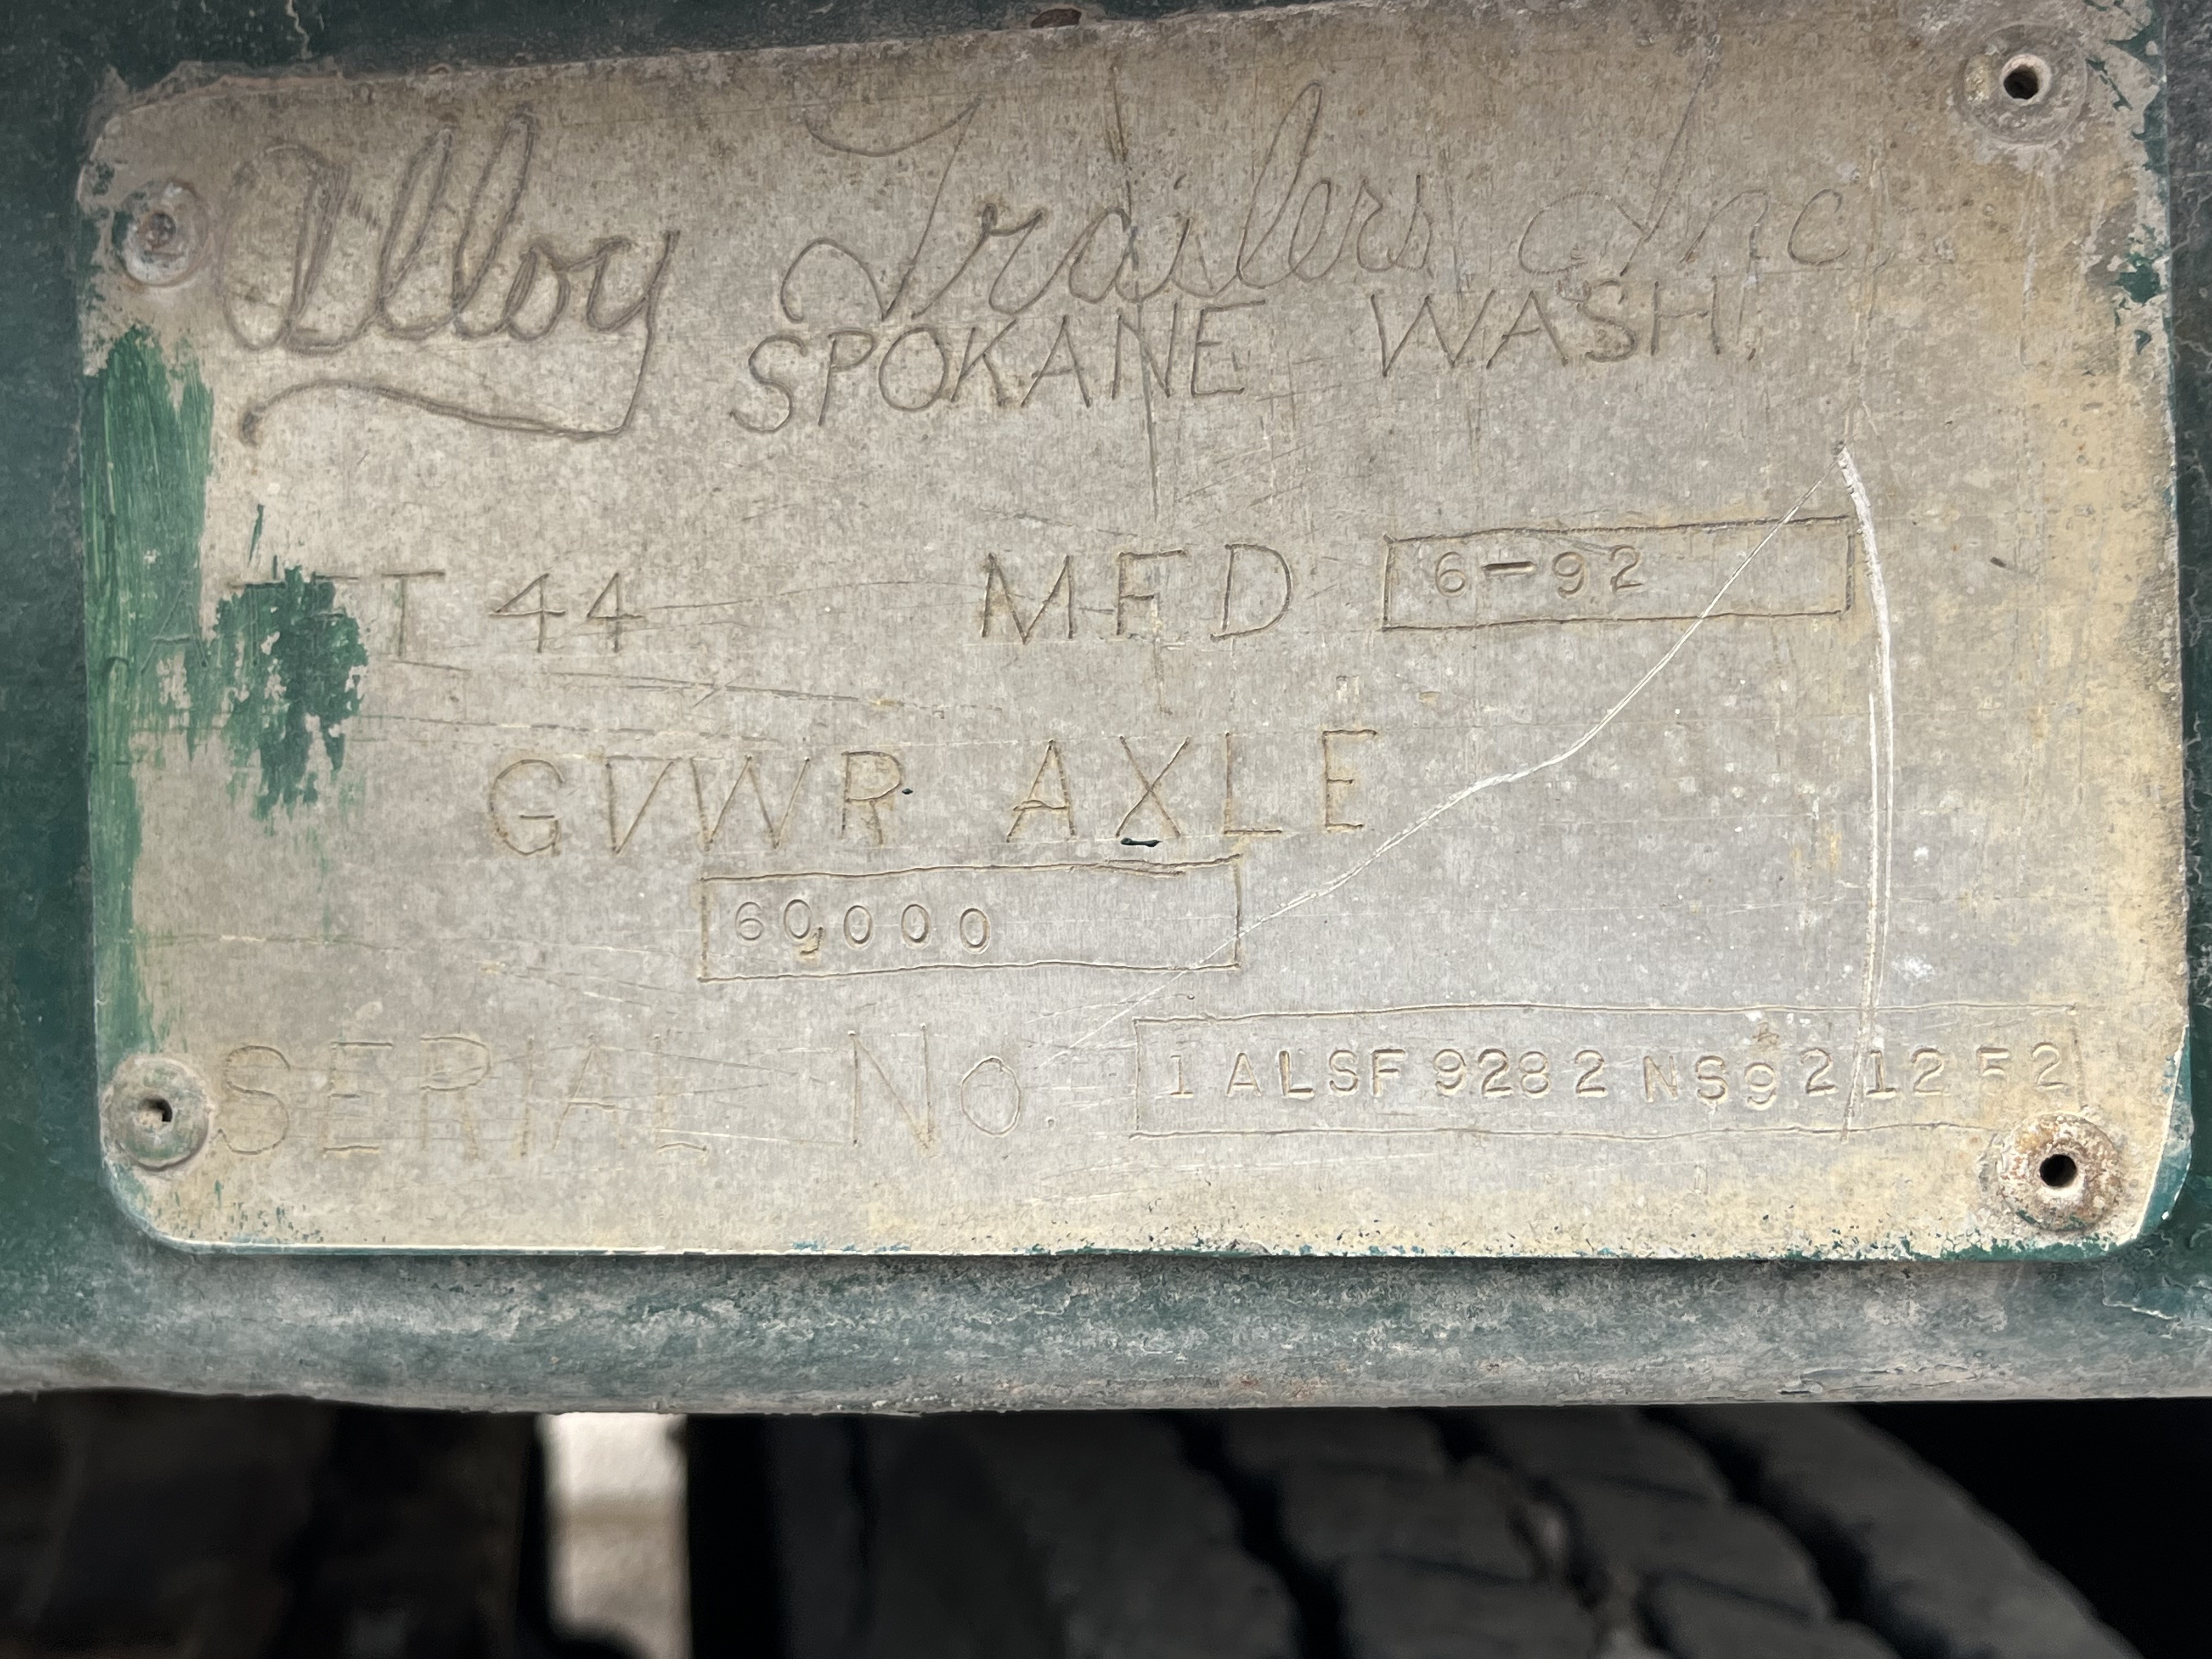 Alloy Trailers Inc.
SPOKANE WASH.
T 44 MFD 6-92
GVWR AXLE
60,000
SERIAL No. 1ALSF9282NS921252